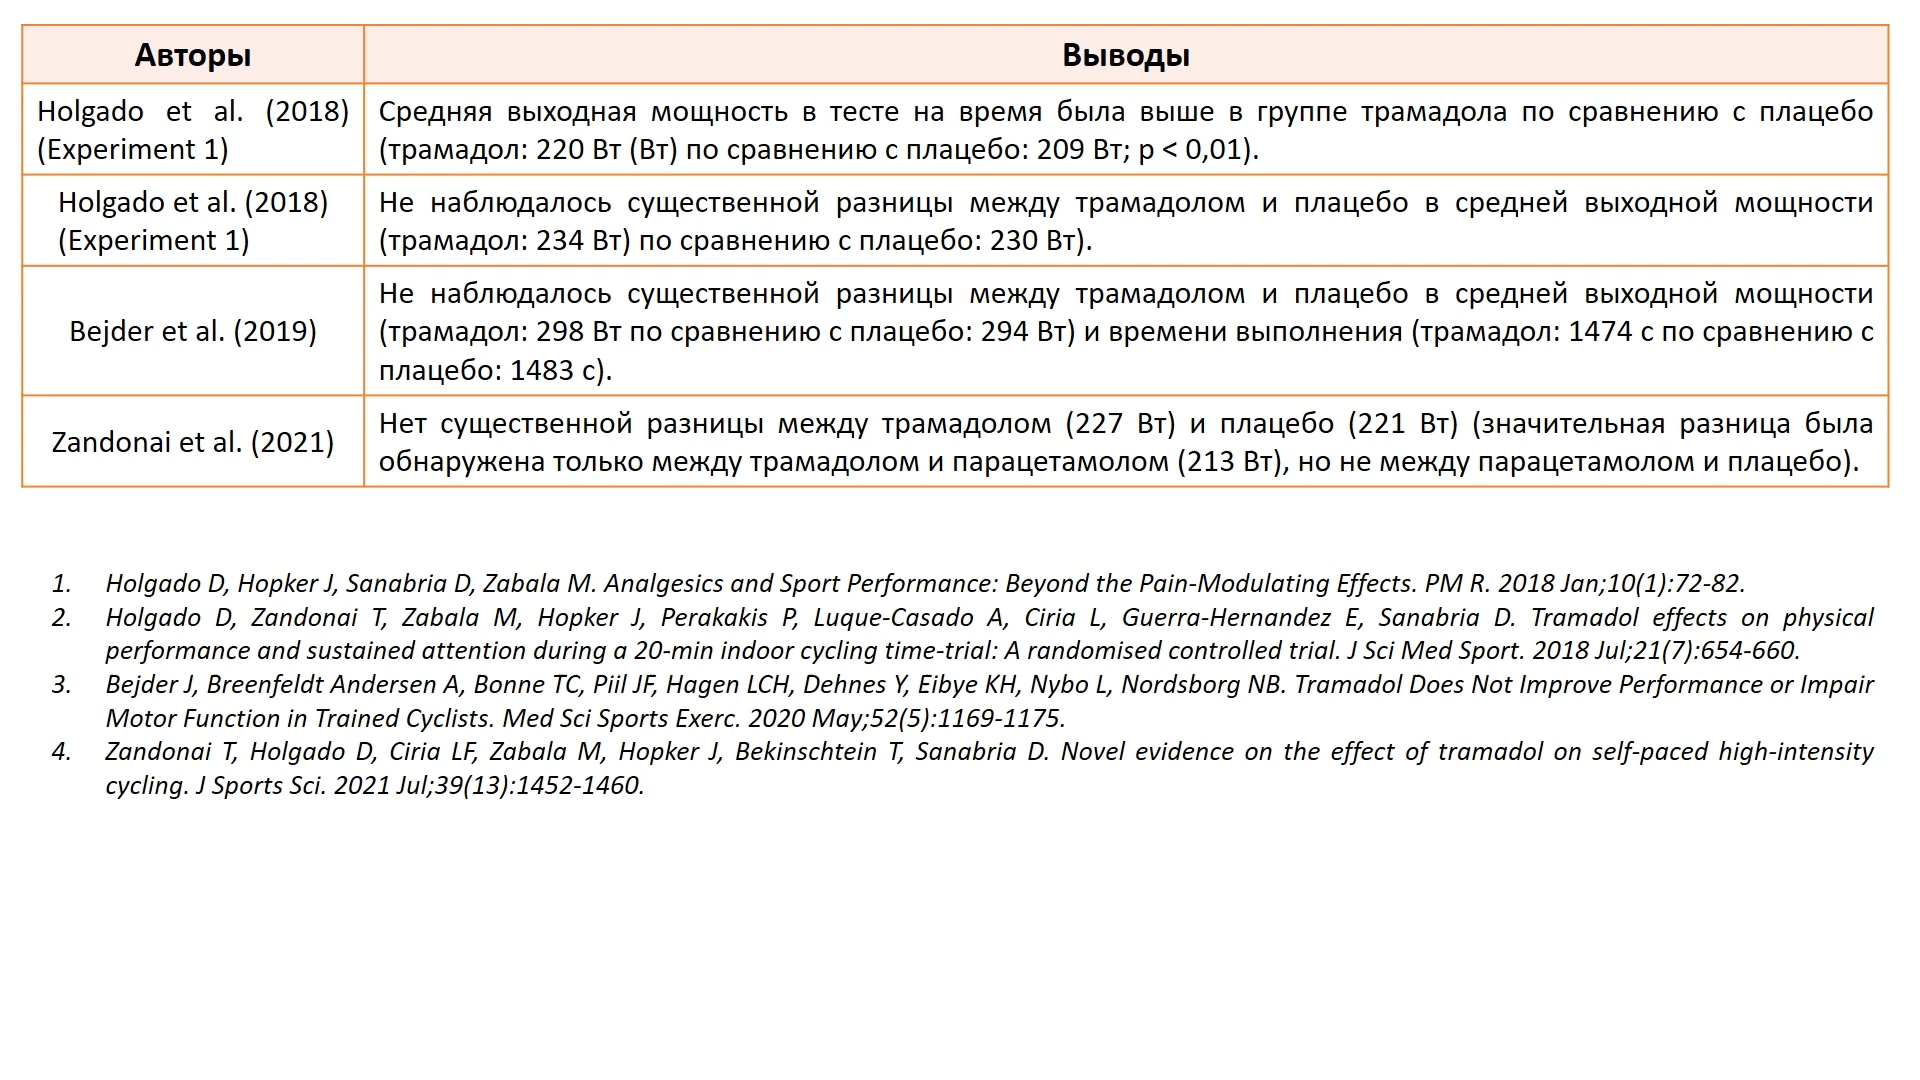 Авторы
Выводы
Holgado et al. (2018)
(Experiment 1)
Средняя выходная мощность в тесте на время была выше в группе трамадола по сравнению с плацебо
(трамадол: 220 Вт (Вт) по сравнению с плацебо: 209 Вт; p < 0,01).
Holgado et al. (2018)
(Experiment 1)
Не наблюдалось существенной разницы между трамадолом и плацебо в средней выходной мощности
(трамадол: 234 Вт) по сравнению с плацебо: 230 Вт).
Bejder et al. (2019)
Не наблюдалось существенной разницы между трамадолом и плацебо в средней выходной мощности
(трамадол: 298 Вт по сравнению с плацебо: 294 Вт) и времени выполнения (трамадол: 1474 с по сравнению с
плацебо: 1483 с).
Zandonai et al. (2021)
Нет существенной разницы между трамадолом (227 Вт) и плацебо (221 Вт) (значительная разница была
обнаружена только между трамадолом и парацетамолом (213 Вт), но не между парацетамолом и плацебо).
1. Holgado D, Hopker J, Sanabria D, Zabala M. Analgesics and Sport Performance: Beyond the Pain-Modulating Effects. PM R. 2018 Jan;10(1):72-82.
2. Holgado D, Zandonai T, Zabala M, Hopker J, Perakakis P, Luque-Casado A, Ciria L, Guerra-Hernandez E, Sanabria D. Tramadol effects on physical
performance and sustained attention during a 20-min indoor cycling time-trial: A randomised controlled trial. J Sci Med Sport. 2018 Jul;21(7):654-660.
3. Bejder J, Breenfeldt Andersen A, Bonne TC, Piil JF, Hagen LCH, Dehnes Y, Eibye KH, Nybo L, Nordsborg NB. Tramadol Does Not Improve Performance or Impair
Motor Function in Trained Cyclists. Med Sci Sports Exerc. 2020 May;52(5):1169-1175.
4. Zandonai T, Holgado D, Ciria LF, Zabala M, Hopker J, Bekinschtein T, Sanabria D. Novel evidence on the effect of tramadol on self-paced high-intensity
cycling. J Sports Sci. 2021 Jul;39(13):1452-1460.